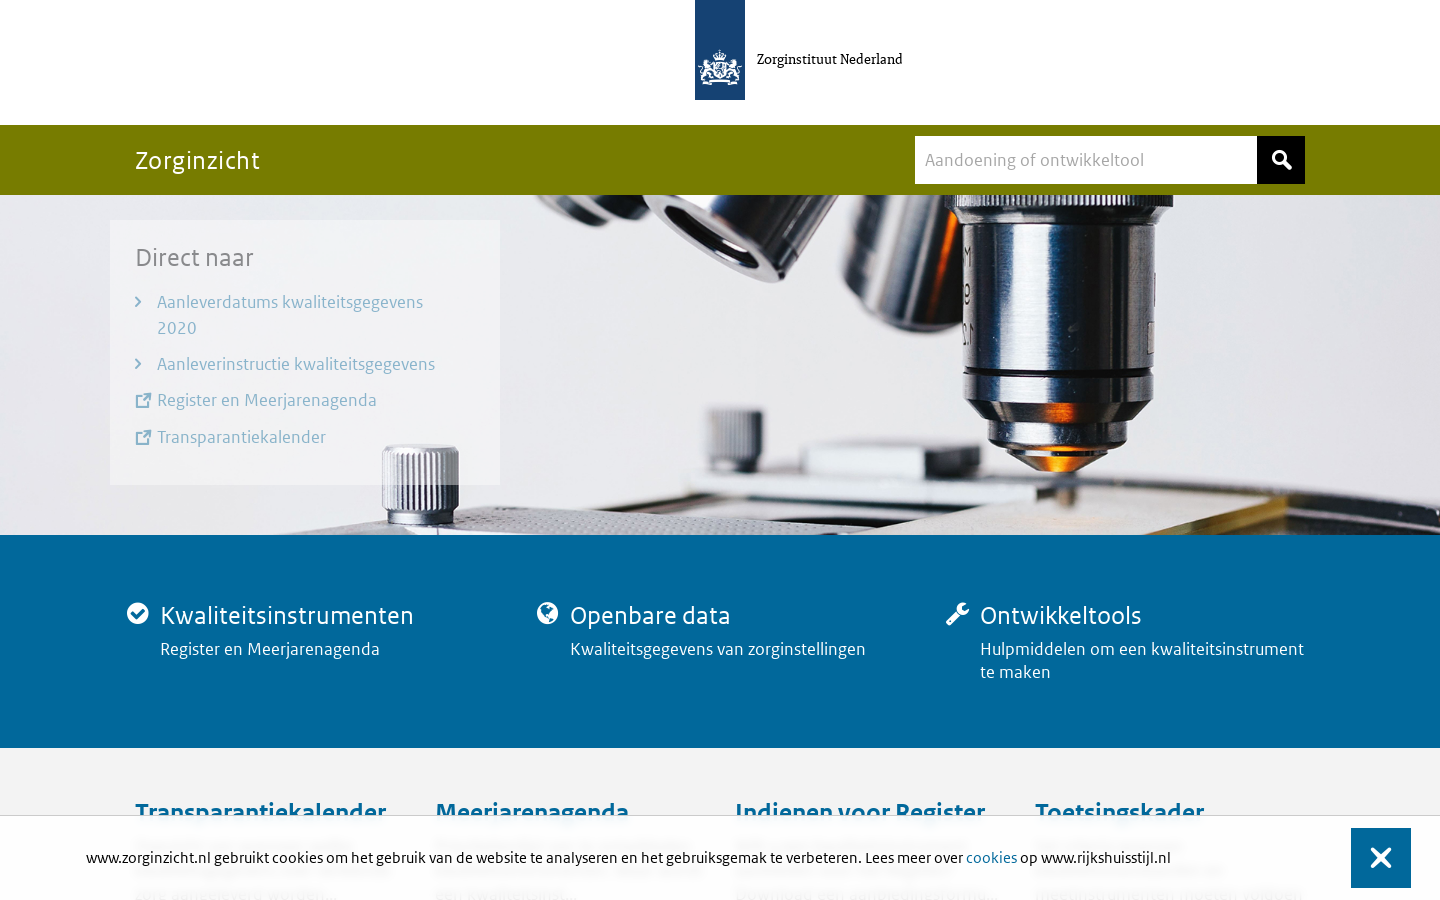 Zorginstituut Nederland
Zorginzicht
Aandoening of ontwikkeltool
Direct naar
Aanleverdatums kwaliteitsgegevens
2020
Aanleverinstructie kwaliteitsgegevens
Register en Meerjarenagenda
Transparantiekalender
Kwaliteitsinstrumenten
Register en Meerjarenagenda
Openbare data
Kwaliteitsgegevens van zorginstellingen
Ontwikkeltools
Hulpmiddelen om een kwaliteitsinstrument
te maken
Transparantiekalender
Meerjarenagenda
Indienen voor Register
Toetsingskader
www.zorginzicht.nl gebruikt cookies om het gebruik van de website te analyseren en het gebruiksgemak te verbeteren. Lees meer over cookies op www.rijkshuisstijl.nl